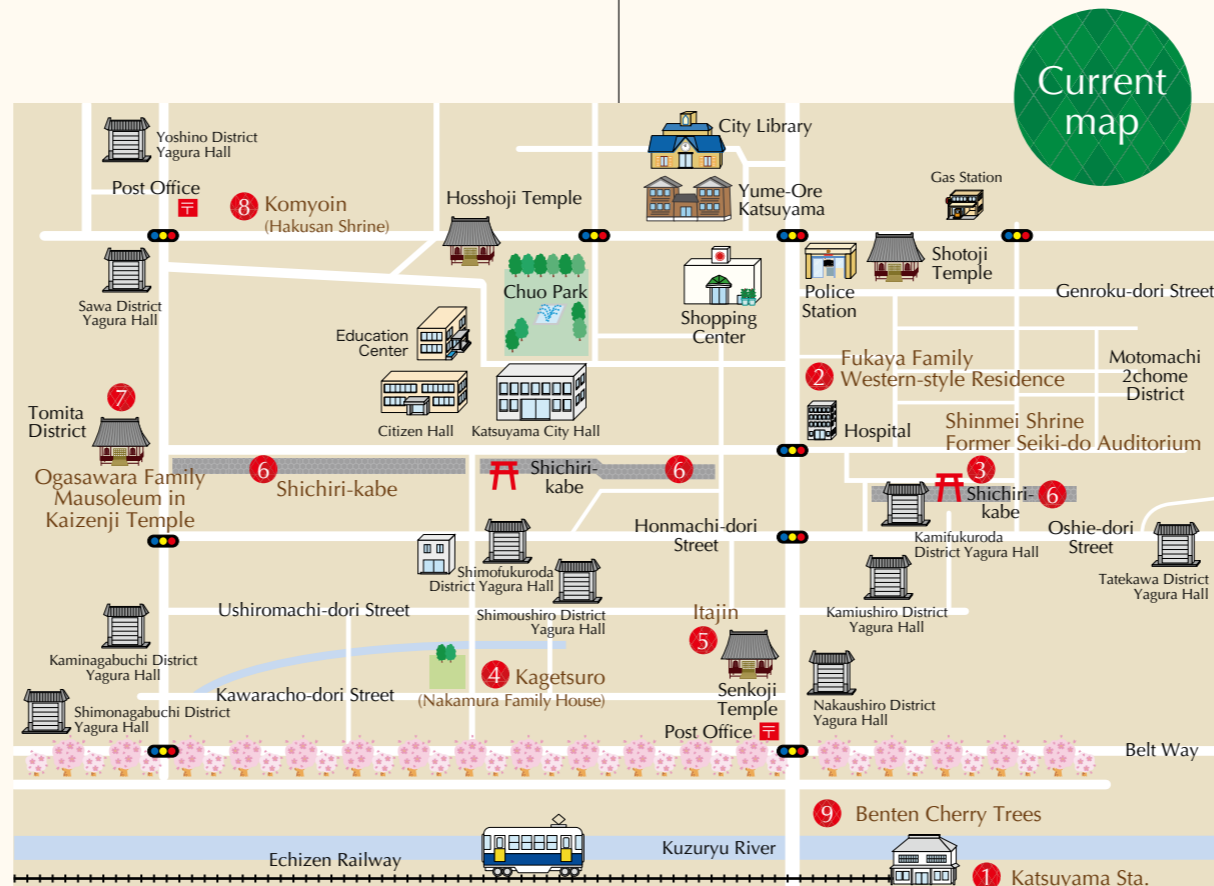 Current
map
Yoshino District
Yagura Hall
City Library
Post Office
〒
8
Komyoin
(Hakusan Shrine)
Hosshoji Temple
Yume-Ore
Katsuyama
Gas Station
Sawa District
Yagura Hall
Chuo Park
Shopping
Center
Police
Station
Shotoji
Temple
Genroku-dori Street
Education
Center
Citizen Hall
Katsuyama City Hall
2
Fukaya Family
Western-style Residence
Motomachi
2chome
District
Hospital
7
Tomita
District
Ogasawara Family
Mausoleum in
Kaizenji Temple
6
Shichiri-kabe
Shichiri-
kabe
6
Shinmei Shrine
Former Seiki-do Auditorium
3
Shichiri-
kabe
6
Honmachi-dori
Street
Kamifukuroda
District Yagura Hall
Oshie-dori
Street
Tatekawa District
Yagura Hall
Shimofukuroda
District Yagura Hall
Shimoushiro District
Yagura Hall
Kamiushiro District
Yagura Hall
Ushiromachi-dori Street
Itajin
5
Kaminagabuchi District
Yagura Hall
4
Kagetsuro
(Nakamura Family House)
Senkoji
Temple
Nakaushiro District
Yagura Hall
Kawaracho-dori Street
Shimonagabuchi District
Yagura Hall
Post Office
〒
Belt Way
9
Benten Cherry Trees
Kuzuryu River
Echizen Railway
1
Katsuyama Sta.